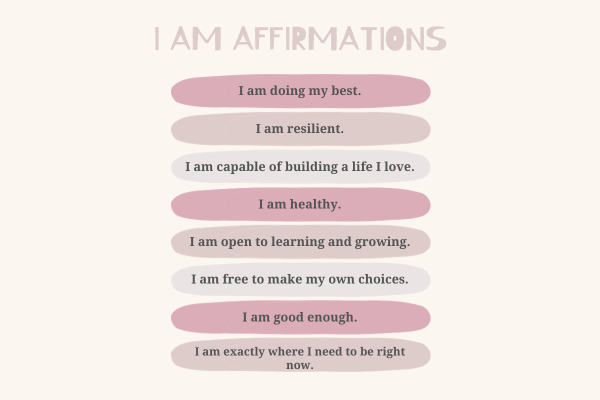 I AM AFFIRMATIONS
I am doing my best.
I am resilient.
I am capable of building a life I love.
I am healthy.
I am open to learning and growing.
I am free to make my own choices.
I am good enough.
I am exactly where I need to be right
now.